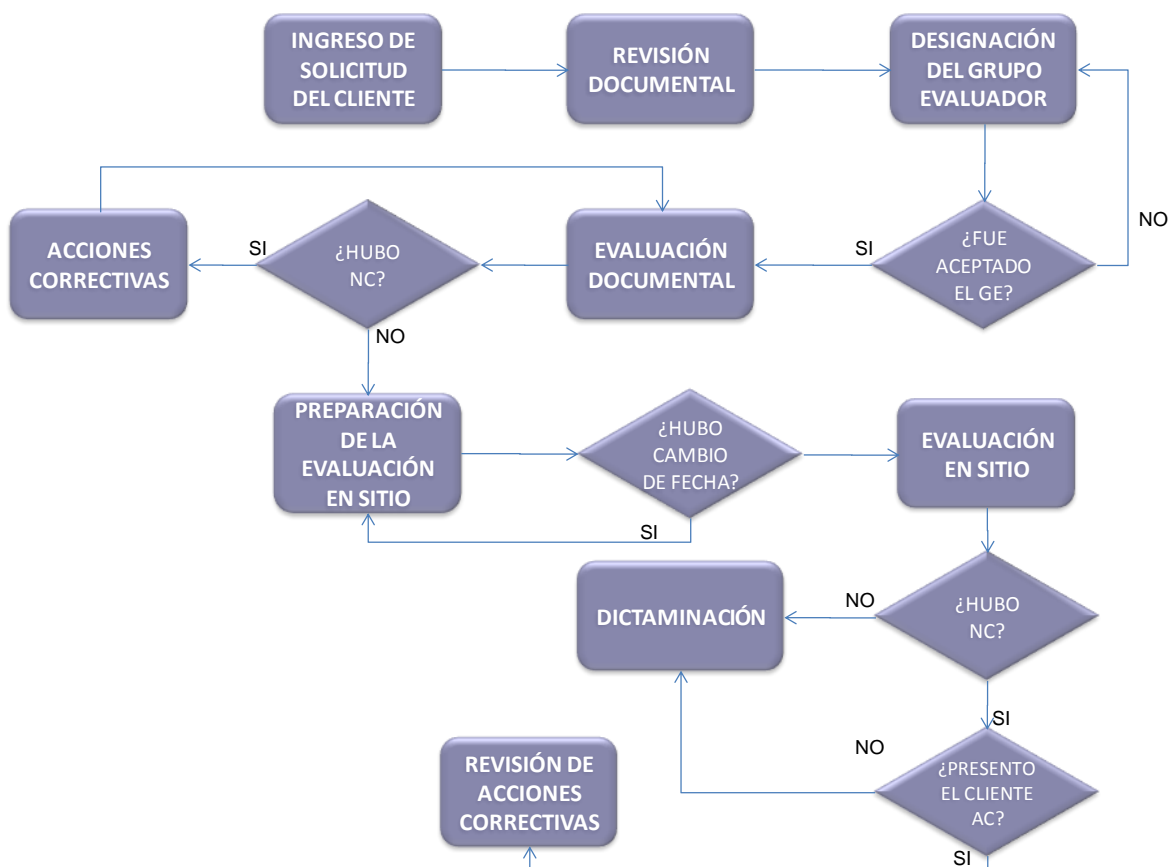 INGRESO DE
SOLICITUD
DEL CLIENTE
REVISIÓN
DOCUMENTAL
DESIGNACIÓN
DEL GRUPO
EVALUADOR
NO
ACCIONES
CORRECTIVAS
SI
¿HUBO
NC?
EVALUACIÓN
DOCUMENTAL
SI
¿FUE
ACEPTADO
EL GE?
NO
PREPARACIÓN
DE LA
EVALUACIÓN
EN SITIO
¿HUBO
CAMBIO
DE FECHA?
SI
EVALUACIÓN
EN SITIO
DICTAMINACIÓN
NO
¿HUBO
NC?
SI
NO
REVISIÓN DE
ACCIONES
CORRECTIVAS
¿PRESENTO
EL CLIENTE
AC?
SI